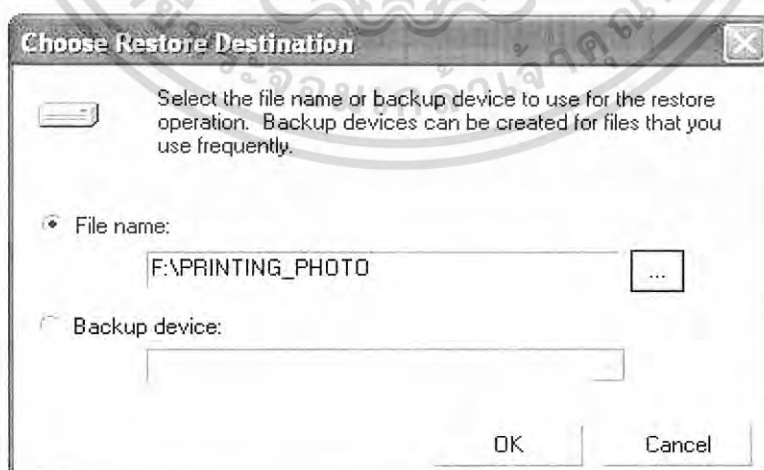 Choose Restore Destination
Select the file name or backup device to use for the restore
operation. Backup devices can be created for files that you
use frequently.
File name:
F:\PRINTING_PHOTO
...
Backup device:
OK
Cancel